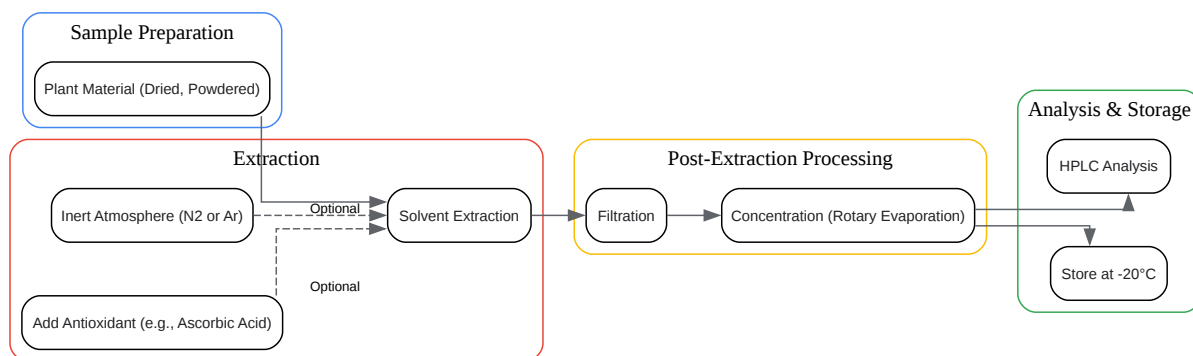 Sample Preparation
Plant Material (Dried, Powdered)
Extraction
Inert Atmosphere (N2 or Ar)
Optional
Solvent Extraction
Optional
Add Antioxidant (e.g., Ascorbic Acid)
Post-Extraction Processing
Filtration
Concentration (Rotary Evaporation)
Analysis & Storage
HPLC Analysis
Store at -20°C